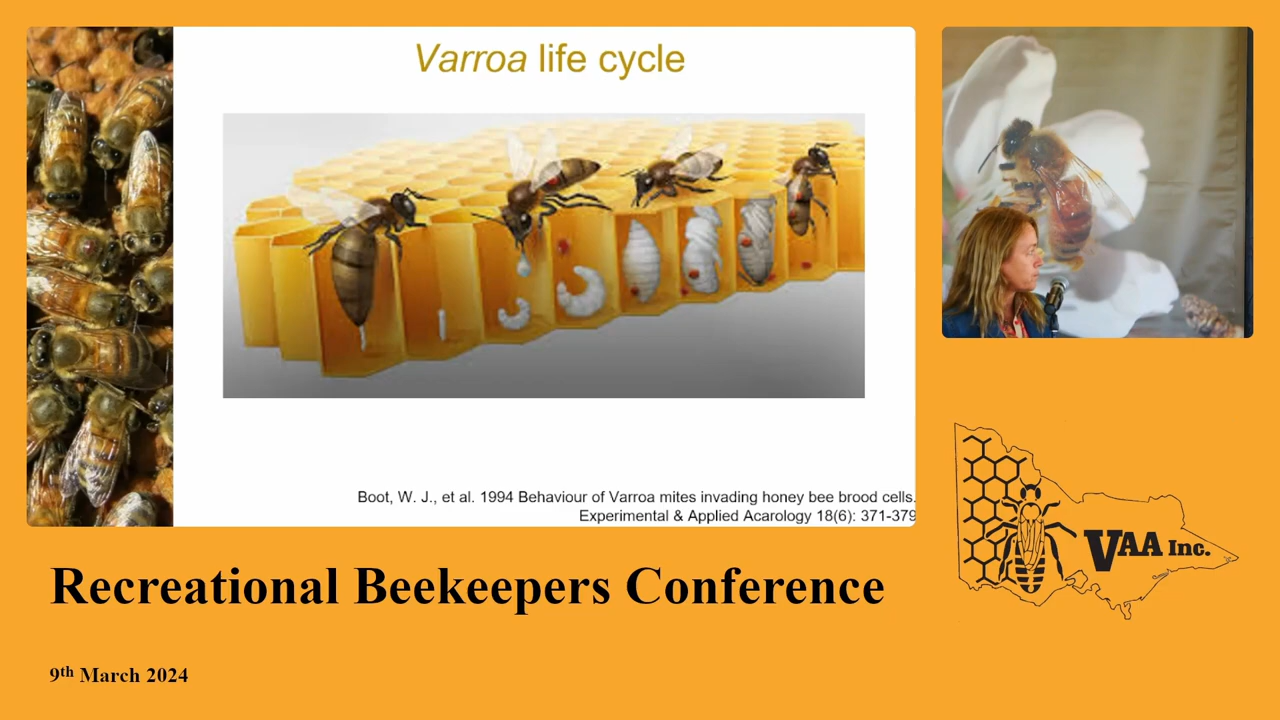 Varroa life cycle
Boot, W. J., et al. 1994 Behaviour of Varroa mites invading honey bee brood cells.
Experimental & Applied Acarology 18(6): 371-379
VAA Inc.
Recreational Beekeepers Conference
9th March 2024